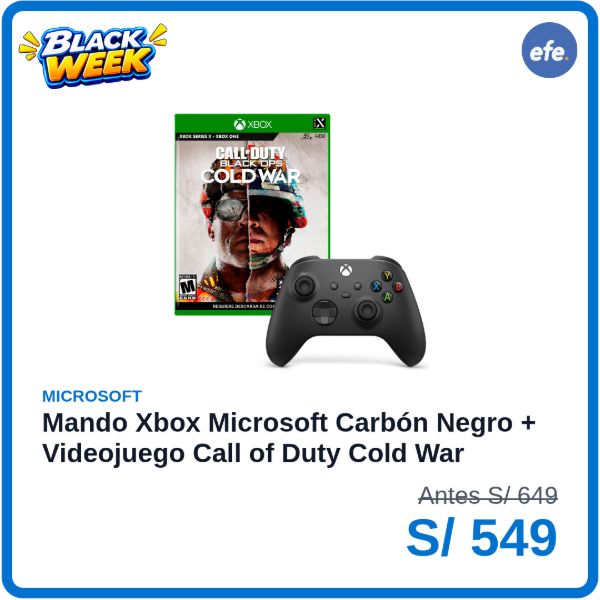 BLACK
WEEK
efe.
XBOX
XBOX SERIES X • XBOX ONE
HDR
CALL OF DUTY
BLACK OPS
COLD WAR
M
X
Y
B
A
MICROSOFT
Mando Xbox Microsoft Carbón Negro +
Videojuego Call of Duty Cold War
Antes S/ 649
S/ 549